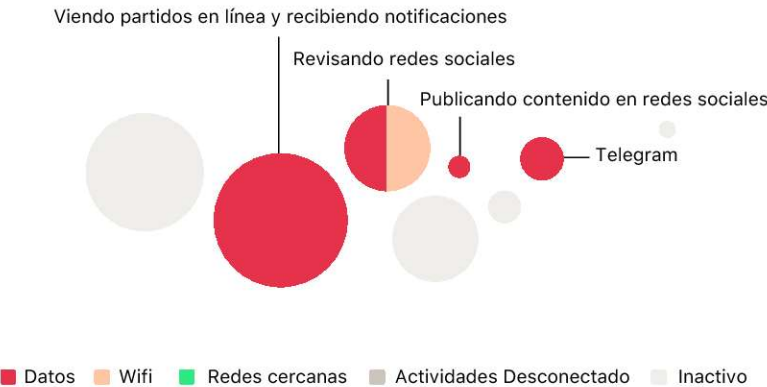 Viendo partidos en línea y recibiendo notificaciones
Revisando redes sociales
Publicando contenido en redes sociales
Telegram
Datos Wifi Redes cercanas Actividades Desconectado Inactivo